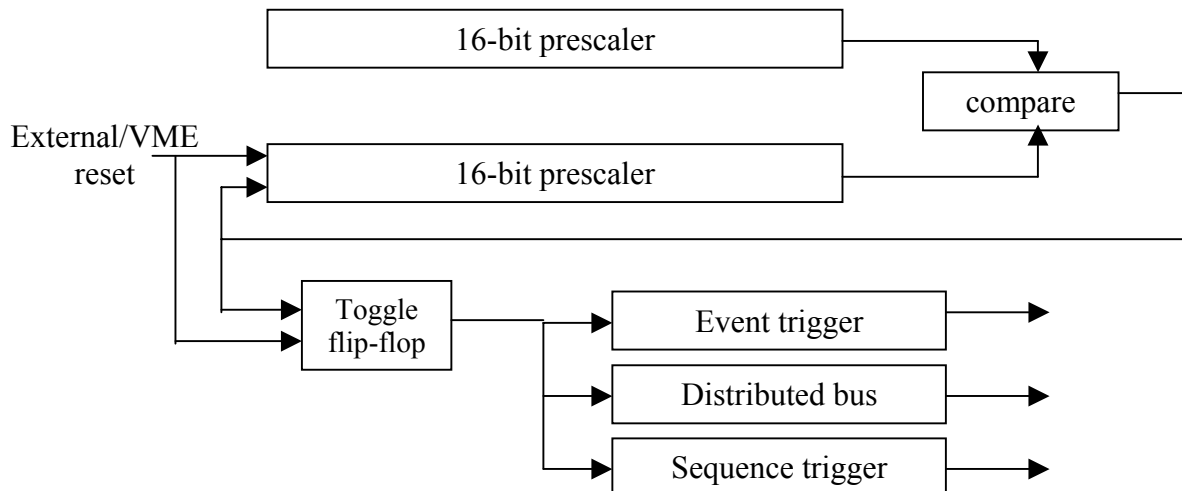 16-bit prescaler
compare
External/VME
reset
16-bit prescaler
Toggle
flip-flop
Event trigger
Distributed bus
Sequence trigger